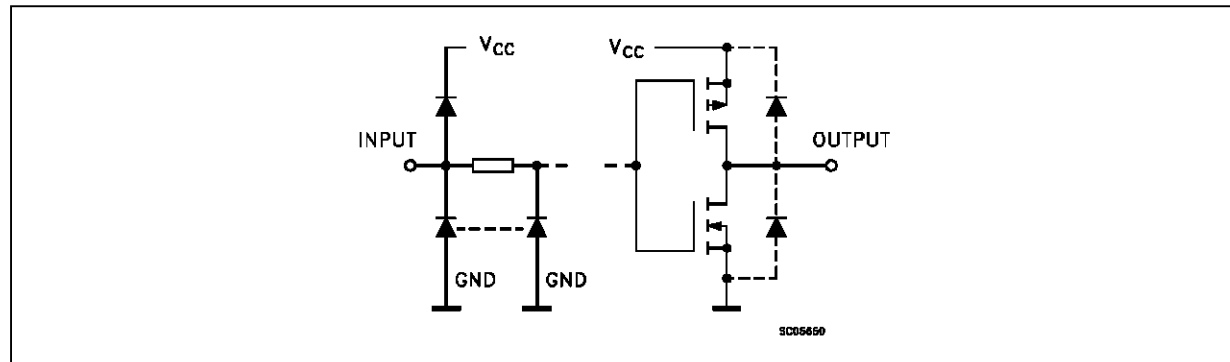 VCC
VCC
INPUT
OUTPUT
GND
GND
SC05650